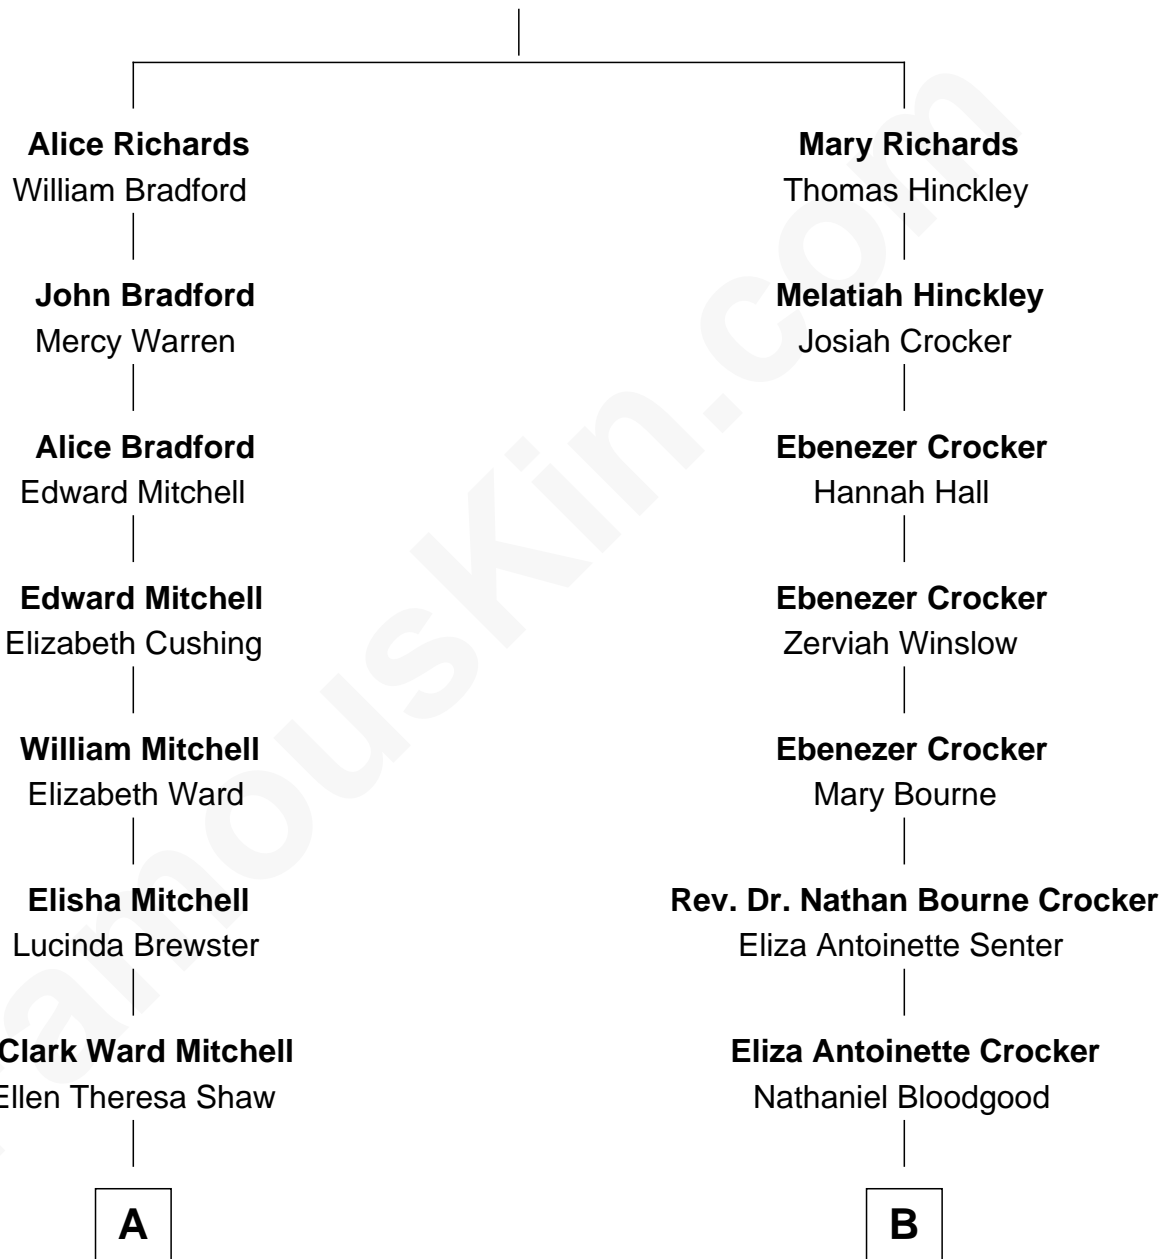 Alice Richards
William Bradford
John Bradford
Mercy Warren
Alice Bradford
Edward Mitchell
Edward Mitchell
Elizabeth Cushing
William Mitchell
Elizabeth Ward
Elisha Mitchell
Lucinda Brewster
Clark Ward Mitchell
Ellen Theresa Shaw
A
Mary Richards
Thomas Hinckley
Melatiah Hinckley
Josiah Crocker
Ebenezer Crocker
Hannah Hall
Ebenezer Crocker
Zerviah Winslow
Ebenezer Crocker
Mary Bourne
Rev. Dr. Nathan Bourne Crocker
Eliza Antoinette Senter
Eliza Antoinette Crocker
Nathaniel Bloodgood
B
FamousKin.com